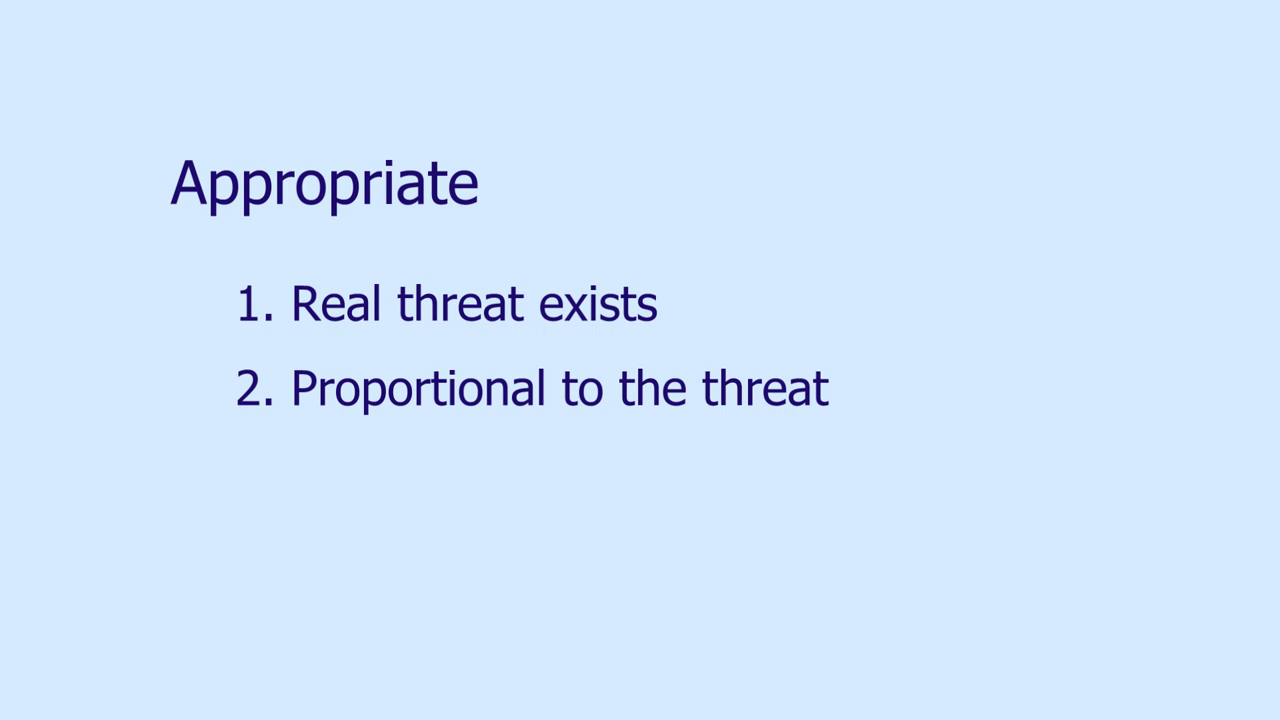 Appropriate
1. Real threat exists
2. Proportional to the threat